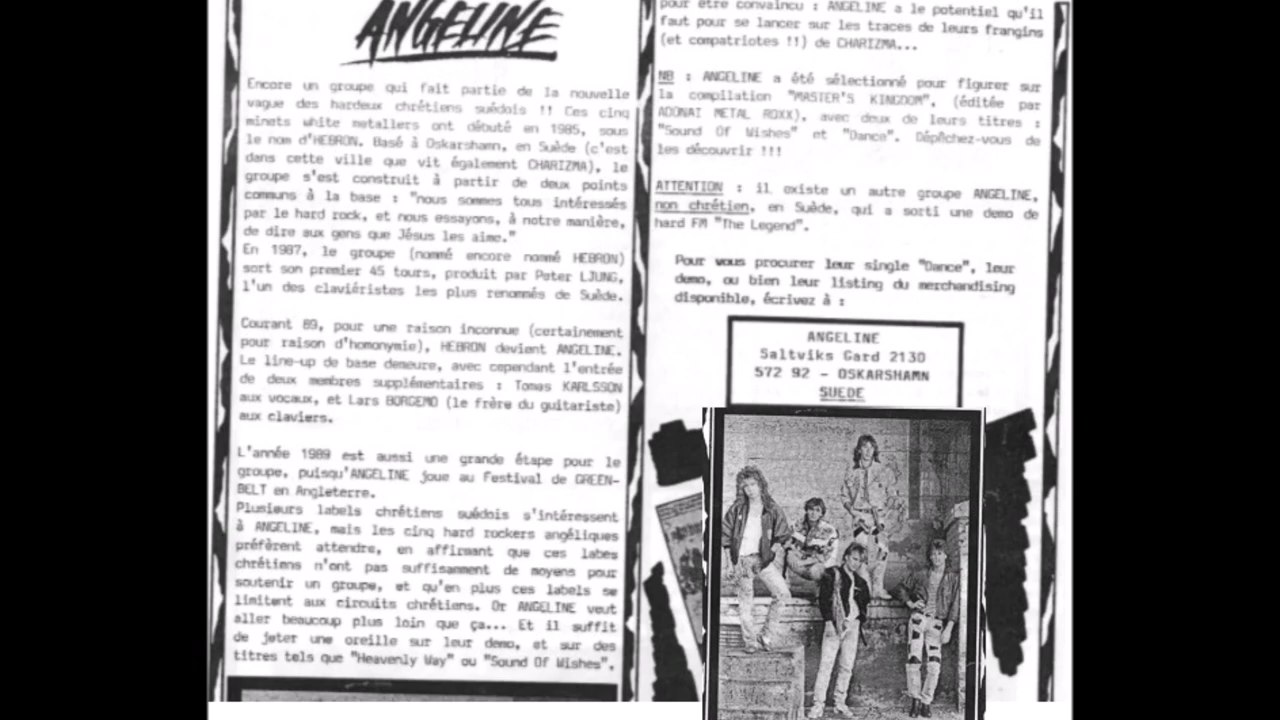 ANGELINE
Encore un groupe qui fait partie de la nouvelle
vague des hardeux chrétiens suédois !! Ces cinq
minets white metallers ont débuté en 1985, sous
le nom d'HEBRON. Basé à Oskarshamn, en Suède (c'est
dans cette ville que vit également CHARIZMA), le
groupe s'est construit à partir de deux points
communs à la base : "nous sommes tous intéressés
par le hard rock, et nous essayons, à notre manière,
de dire aux gens que Jésus les aime."
En 1987, le groupe (nommé encore nommé HEBRON)
sort son premier 45 tours, produit par Peter LJUNG,
l'un des claviéristes les plus renommés de Suède.
Courant 89, pour une raison inconnue (certainement
pour raison d'homonymie), HEBRON devient ANGELINE.
Le line-up de base demeure, avec cependant l'entrée
de deux membres supplémentaires : Tomas KARLSSON
aux vocaux, et Lars BORGEMO (le frère du guitariste)
aux claviers.
L'année 1989 est aussi une grande étape pour le
groupe, puisqu'ANGELINE joue au Festival de GREEN-
BELT en Angleterre.
Plusieurs labels chrétiens suédois s'intéressent
à ANGELINE, mais les cinq hard rockers angéliques
préfèrent attendre, en affirmant que ces labes
chrétiens n'ont pas suffisamment de moyens pour
soutenir un groupe, et qu'en plus ces labels se
limitent aux circuits chrétiens. Or ANGELINE veut
aller beaucoup plus loin que ça... Et il suffit
de jeter une oreille sur leur demo, et sur des
titres tels que "Heavenly Way" ou "Sound Of Wishes",
pour être convaincu : ANGELINE a le potentiel qu'il
faut pour se lancer sur les traces de leurs frangins
(et compatriotes !!) de CHARIZMA...
NB : ANGELINE a été sélectionné pour figurer sur
la compilation "MASTER'S KINGDOM", (éditée par
ADONAI METAL ROXX), avec deux de leurs titres :
"Sound Of Wishes" et "Dance". Dépêchez-vous de
les découvrir !!!
ATTENTION : il existe un autre groupe ANGELINE,
non chrétien, en Suède, qui a sorti une demo de
hard FM "The Legend".
Pour vous procurer leur single "Dance", leur
demo, ou bien leur listing du merchandising
disponible, écrivez à :
ANGELINE
Saltviks Gard 2130
572 92 - OSKARSHAMN
SUEDE